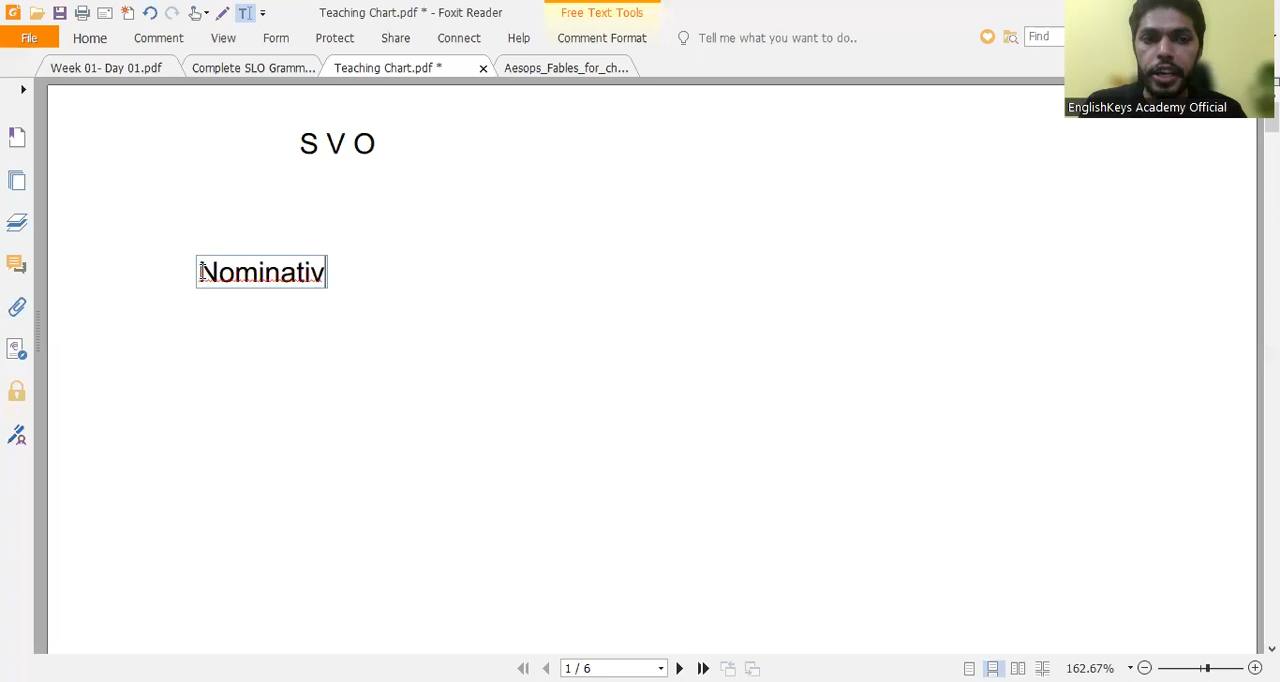 Teaching Chart.pdf * - Foxit Reader
Free Text Tools
File
Home
Comment
View
Form
Protect
Share
Connect
Help
Comment Format
Tell me what you want to do..
Find
Week 01- Day 01.pdf
Complete SLO Gramm...
Teaching Chart.pdf *
Aesops_Fables_for_ch...
EnglishKeys Academy Official
S V O
Nominativ
1 / 6
162.67%